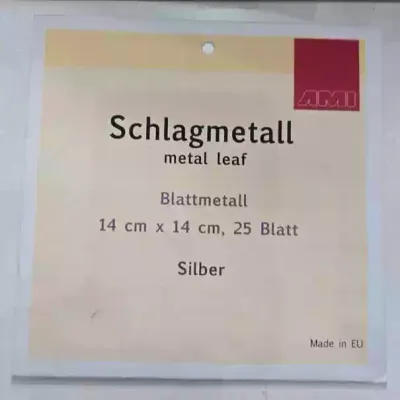 AMI
Schlagmetall
metal leaf
Blattmetall
14 cm x 14 cm, 25 Blatt
Silber
Made in EU